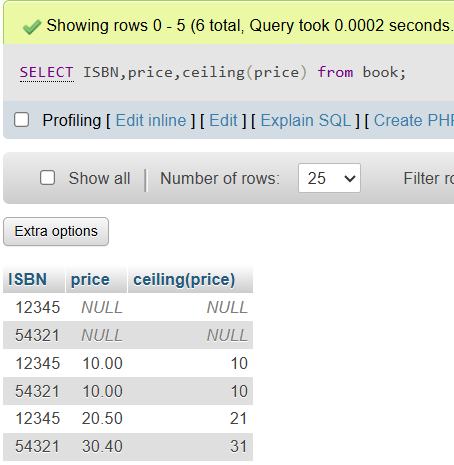 Showing rows 0 - 5 (6 total, Query took 0.0002 seconds.
SELECT ISBN,price,ceiling(price) from book;
Profiling [ Edit inline ] [ Edit ] [ Explain SQL ] [ Create PHP
Show all Number of rows: 25 Filter ro
Extra options
ISBN price ceiling(price)
12345 NULL NULL
54321 NULL NULL
12345 10.00 10
54321 10.00 10
12345 20.50 21
54321 30.40 31